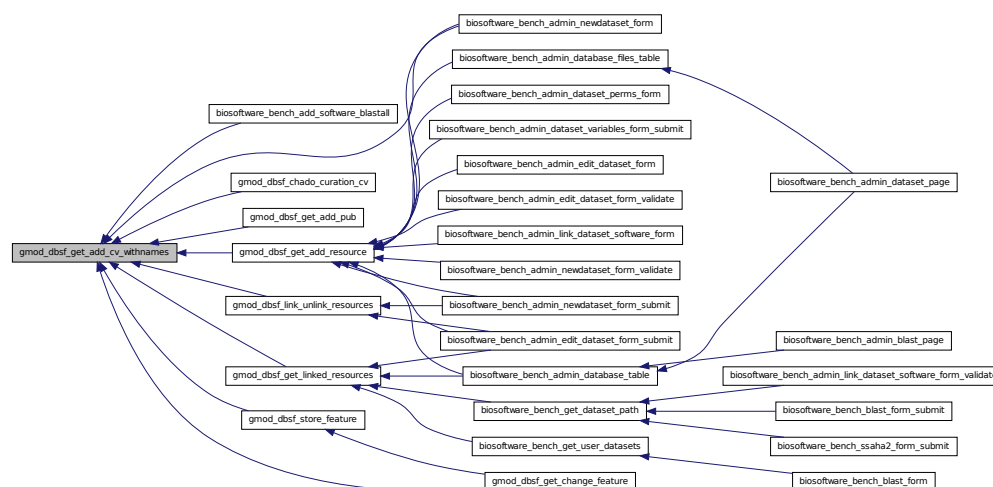 biosoftware_bench_admin_newdataset_form
biosoftware_bench_admin_database_files_table
biosoftware_bench_admin_dataset_perms_form
biosoftware_bench_add_software_blastall
biosoftware_bench_admin_dataset_variables_form_submit
biosoftware_bench_admin_edit_dataset_form
gmod_dbsf_chado_curation_cv
biosoftware_bench_admin_dataset_page
biosoftware_bench_admin_edit_dataset_form_validate
gmod_dbsf_get_add_pub
biosoftware_bench_admin_link_dataset_software_form
gmod_dbsf_get_add_cv_withnames
gmod_dbsf_get_add_resource
biosoftware_bench_admin_newdataset_form_validate
gmod_dbsf_link_unlink_resources
biosoftware_bench_admin_newdataset_form_submit
biosoftware_bench_admin_edit_dataset_form_submit
biosoftware_bench_admin_blast_page
gmod_dbsf_get_linked_resources
biosoftware_bench_admin_database_table
biosoftware_bench_admin_link_dataset_software_form_validate
biosoftware_bench_get_dataset_path
biosoftware_bench_blast_form_submit
gmod_dbsf_store_feature
biosoftware_bench_get_user_datasets
biosoftware_bench_ssaha2_form_submit
gmod_dbsf_get_change_feature
biosoftware_bench_blast_form